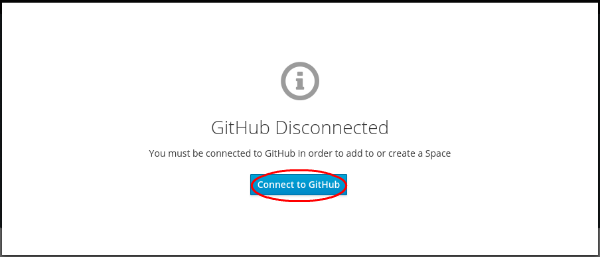 GitHub Disconnected
You must be connected to GitHub in order to add to or create a Space
Connect to GitHub